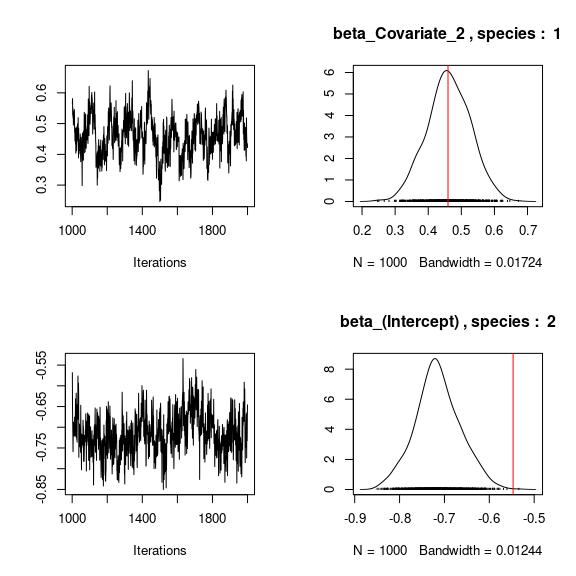 beta_Covariate_2 , species : 1
0.3 0.4 0.5 0.6
1000 1400 1800
Iterations
0 1 2 3 4 5 6
0.2 0.3 0.4 0.5 0.6 0.7
N = 1000 Bandwidth = 0.01724
beta_(Intercept) , species : 2
-0.85 -0.75 -0.65 -0.55
1000 1400 1800
Iterations
0 2 4 6 8
-0.9 -0.8 -0.7 -0.6 -0.5
N = 1000 Bandwidth = 0.01244